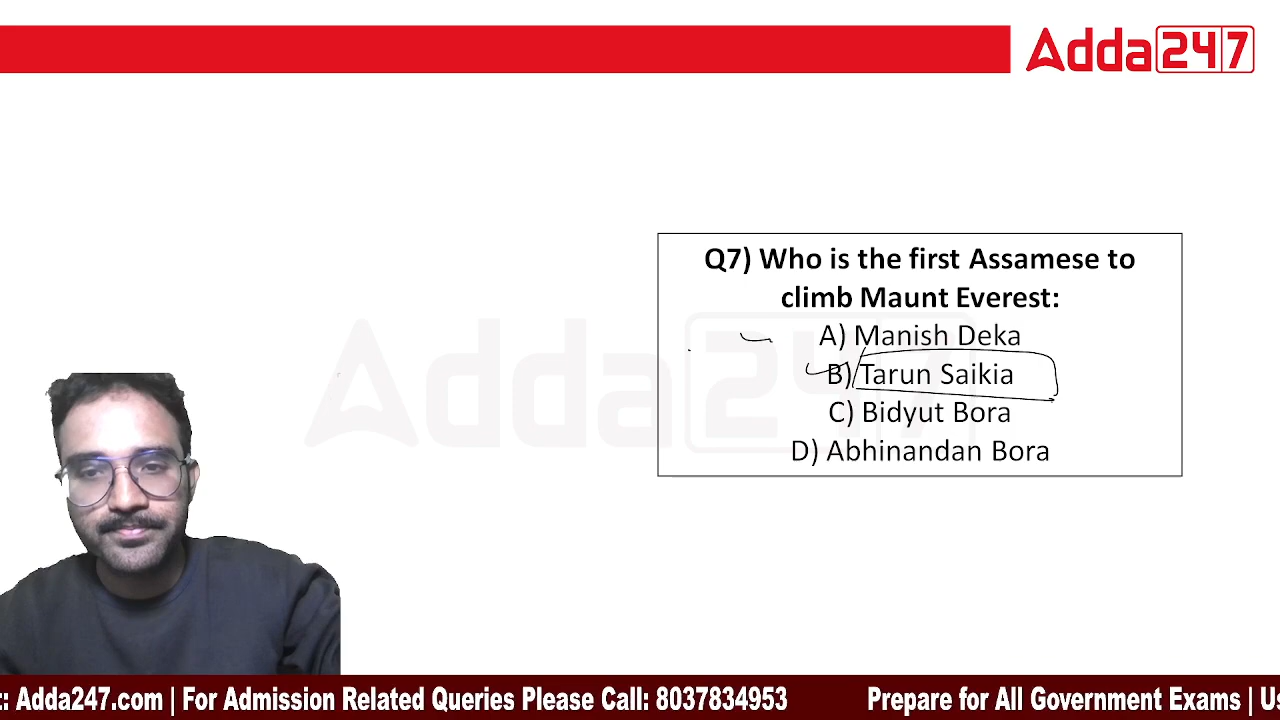 Adda247
Q7) Who is the first Assamese to
climb Maunt Everest:
A) Manish Deka
B) Tarun Saikia
C) Bidyut Bora
D) Abhinandan Bora
Adda247
t: Adda247.com | For Admission Related Queries Please Call: 8037834953 Prepare for All Government Exams | Us